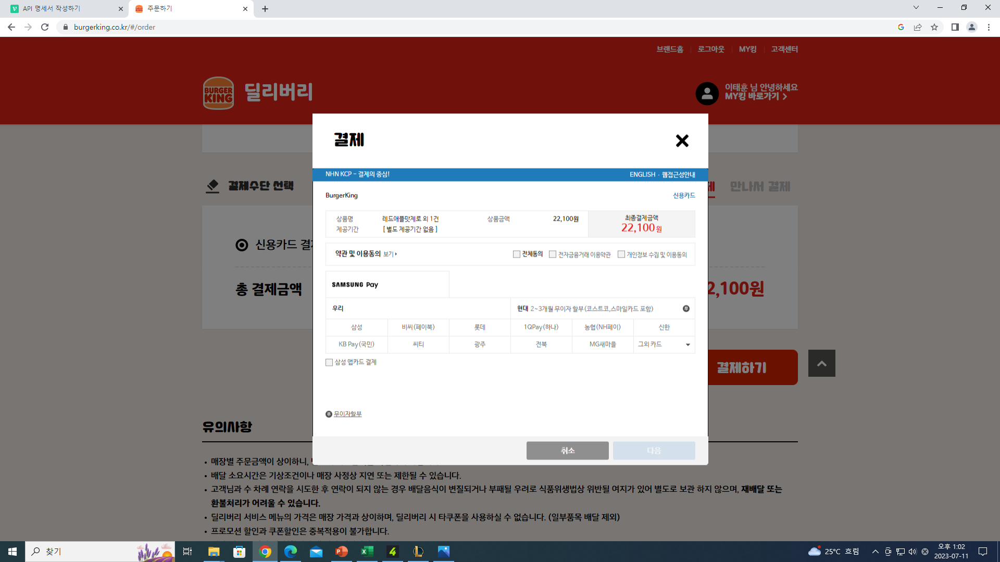 API 명세서 작성하기
주문하기
burgerking.co.kr/#/order
브랜드홈 로그아웃 MY킹 고객센터
BURGER KING
딜리버리
이태훈 님 안녕하세요
MY킹 바로가기
결제
NHN KCP - 결제의 중심!
ENGLISH · 웹접근성안내
결제수단 선택
만나서 결제
BurgerKing
신용카드
상품명 레드애플맛제로 외 1건 상품금액 22,100원
제공기간 [ 별도 제공기간 없음 ]
최종결제금액
22,100원
신용카드 결
약관 및 이용동의 보기
전체동의 전자금융거래 이용약관 개인정보 수집 및 이용동의
SAMSUNG Pay
총 결제금액
2,100원
우리
현대 2~3개월 무이자 할부(코스트코,스마일카드 포함)
무
삼성 비씨(페이북) 롯데 1QPay(하나) 농협(NH페이) 신한
KB Pay(국민) 씨티 광주 전북 MG새마을 그외 카드
삼성 앱카드 결제
결제하기
무 무이자할부
유의사항
취소 다음
• 매장별 주문금액이 상이하니,
• 배달 소요시간은 기상조건이나 매장 사정상 지연 또는 제한될 수 있습니다.
• 고객님과 수 차례 연락을 시도한 후 연락이 되지 않는 경우 배달음식이 변질되거나 부패될 우려로 식품위생법상 위반될 여지가 있어 별도로 보관 하지 않으며, 재배달 또는
환불처리가 어려울 수 있습니다.
• 딜리버리 서비스 메뉴의 가격은 매장 가격과 상이하며, 딜리버리 시 타쿠폰을 사용하실 수 없습니다. (일부품목 배달 제외)
• 프로모션 할인과 쿠폰할인은 중복적용이 불가합니다.
찾기
25°C 흐림
오후 1:02
2023-07-11